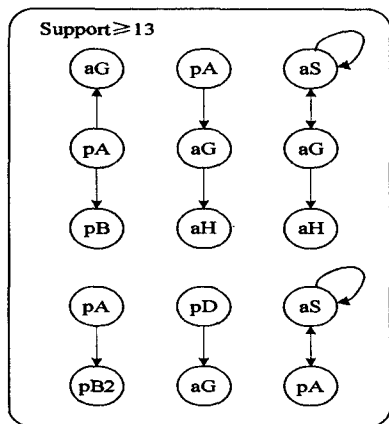 Support≥13
aG pA aS
pA aG aG
pB aH aH
pA pD aS
pB2 aG pA